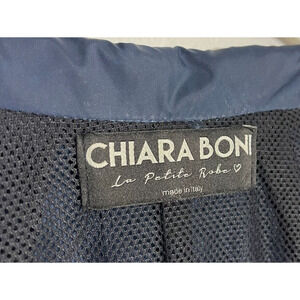 CHIARA BONI
La Petite Robe ♡
made in italy